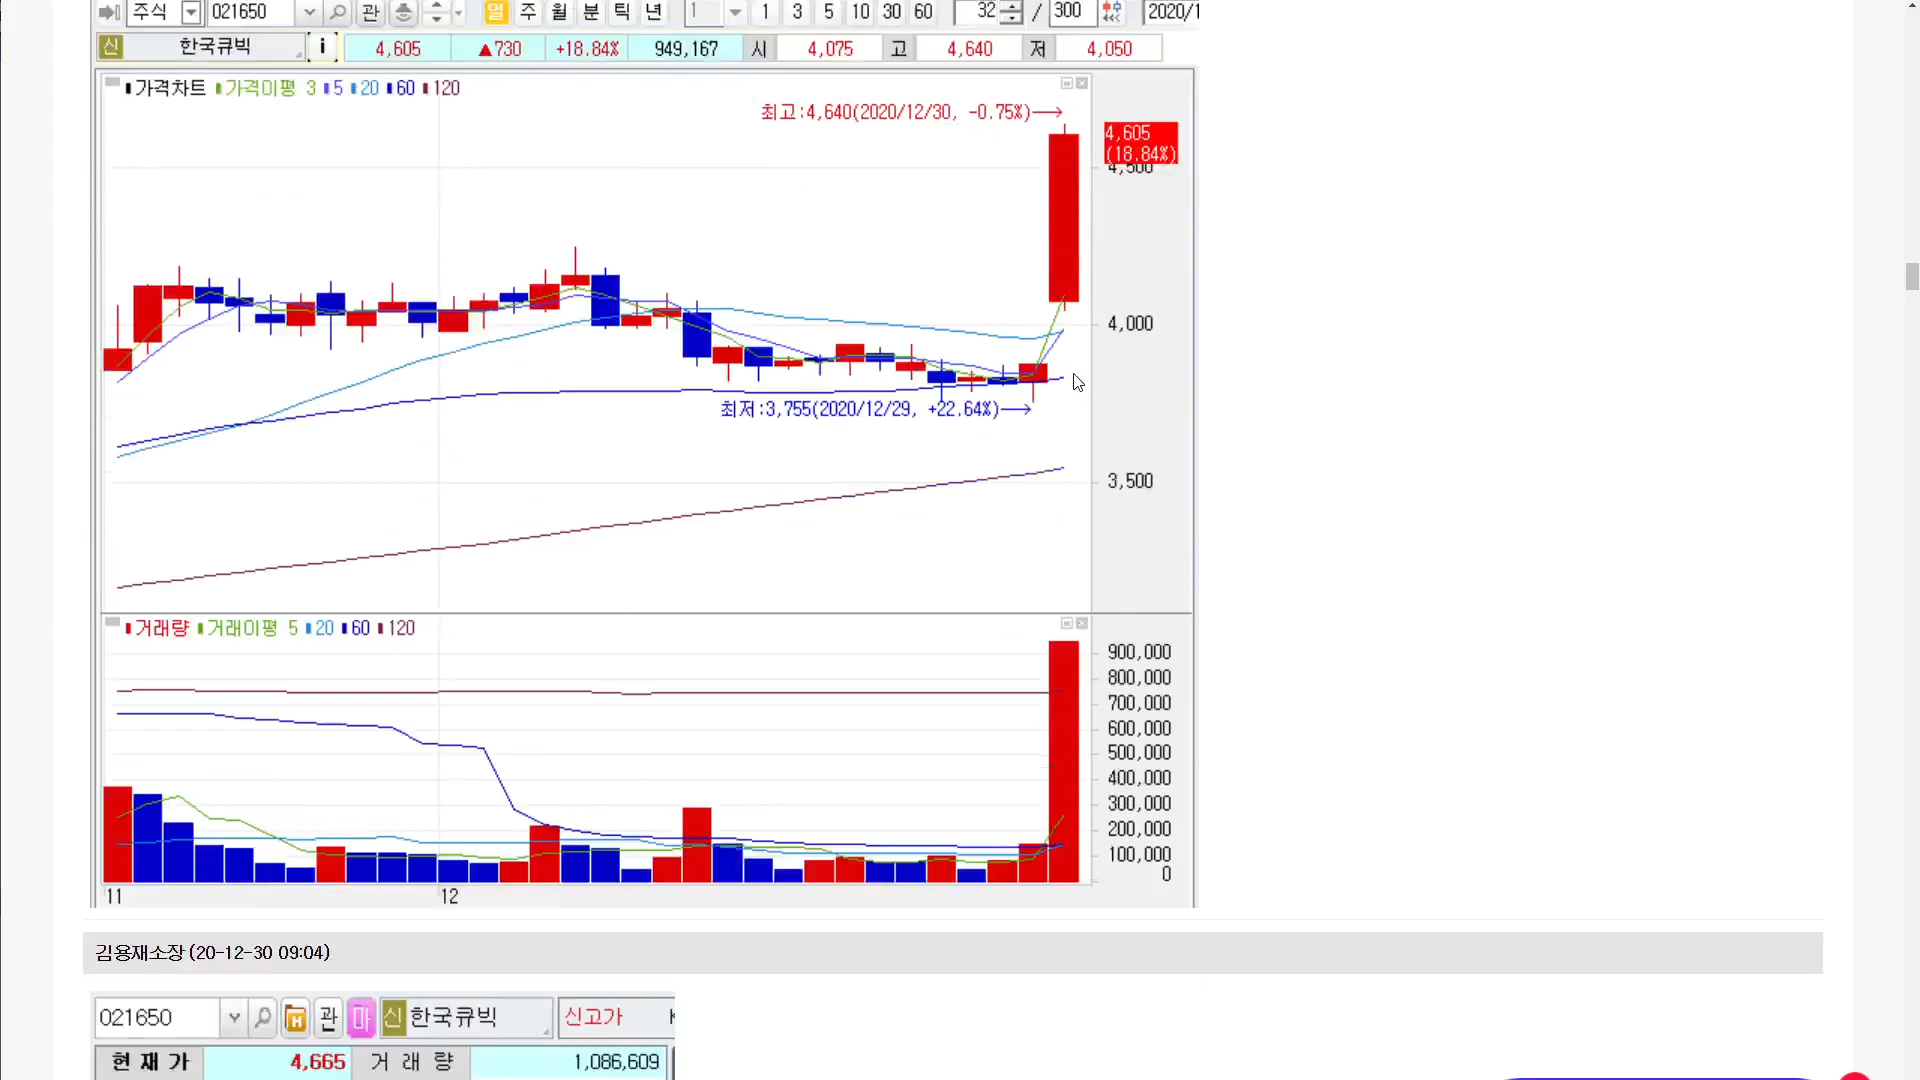 주식 021650 관 일 주 월 분 틱 년 1 1 3 5 10 30 60 32 / 300 2020/1
신 한국큐빅 i 4,605 ▲730 +18.84% 949,167 시 4,075 고 4,640 저 4,050
가격차트 가격이평 3 5 20 60 120
최고:4,640(2020/12/30, -0.75%)→
4,605
(18.84%)
4,500
4,000
최저:3,755(2020/12/29, +22.64%)→
3,500
거래량 거래이평 5 20 60 120
900,000
800,000
700,000
600,000
500,000
400,000
300,000
200,000
100,000
0
11 12
김용재소장 (20-12-30 09:04)
021650 관 마 신 한국큐빅 신고가
현재가 4,665 거래량 1,086,609